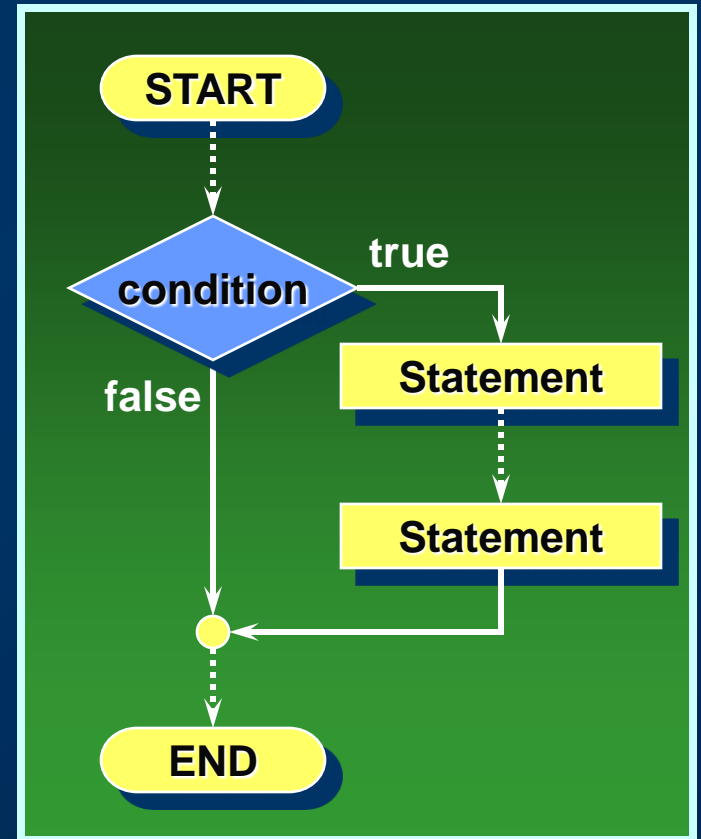 START
condition
true
false
Statement
Statement
END